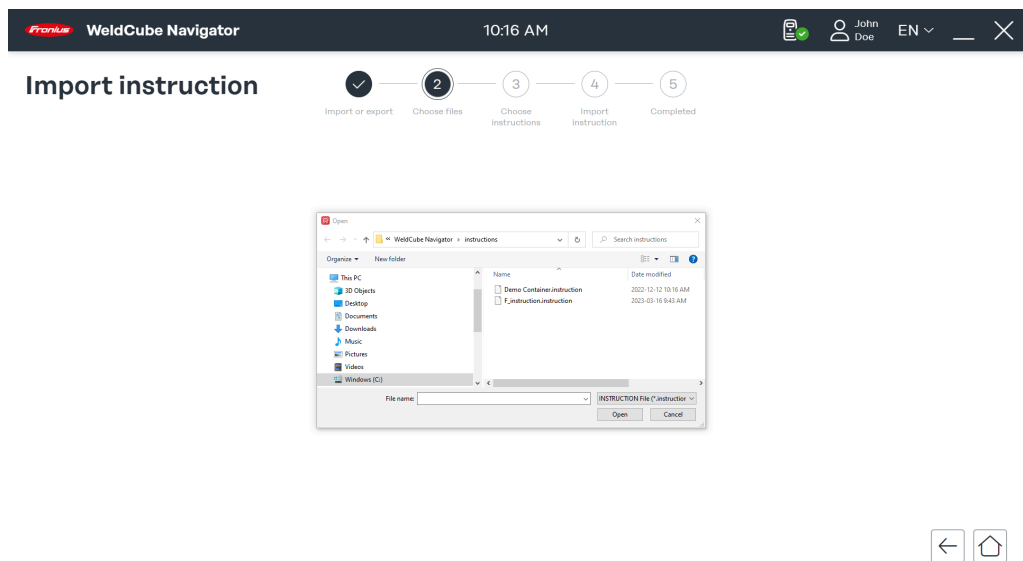 Fronius WeldCube Navigator 10:16 AM John Doe EN
Import instruction
2 3 4 5
Import or export Choose files Choose instructions Import instruction Completed
Open
« WeldCube Navigator › instructions Search instructions
Organize New folder
Name Date modified
This PC
3D Objects
Desktop
Documents
Downloads
Music
Pictures
Videos
Windows (C:)
Demo Container.instruction 2022-12-12 10:16 AM
F_instruction.instruction 2023-03-16 9:43 AM
File name: INSTRUCTION File (*.instruction
Open Cancel